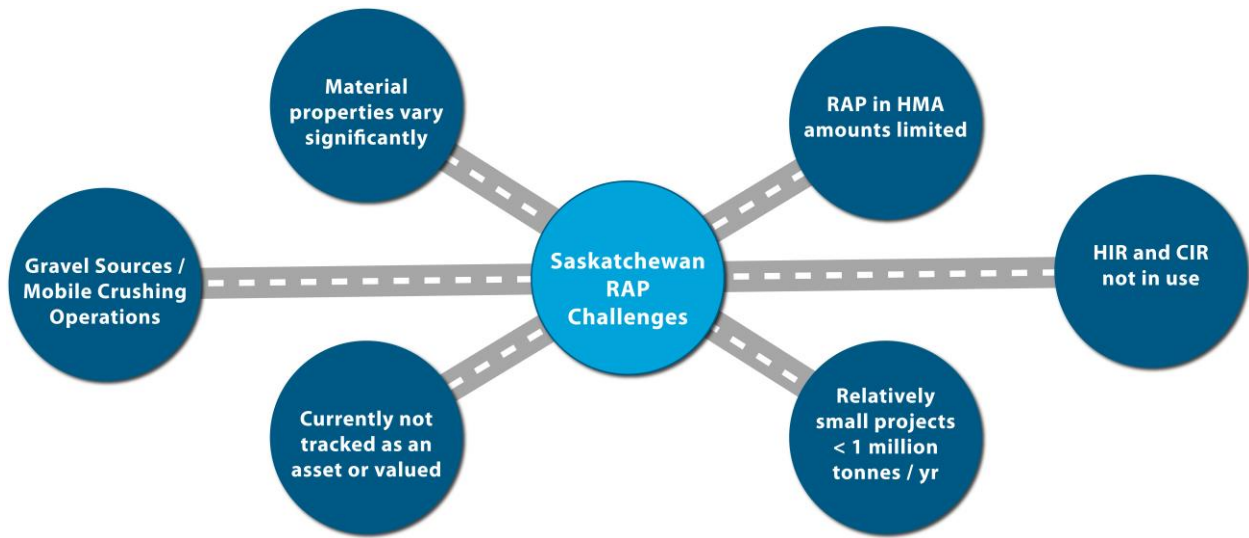 Material
properties vary
significantly
RAP in HMA
amounts limited
Gravel Sources /
Mobile Crushing
Operations
Saskatchewan
RAP
Challenges
HIR and CIR
not in use
Currently not
tracked as an
asset or valued
Relatively
small projects
< 1 million
tonnes / yr